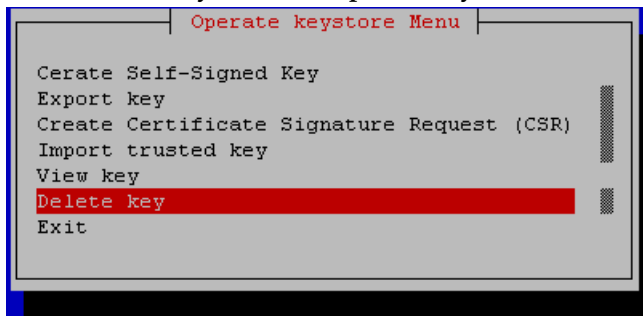 Operate keystore Menu
Cerate Self-Signed Key
Export key
Create Certificate Signature Request (CSR)
Import trusted key
View key
Delete key
Exit